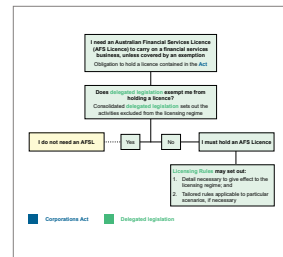 I need an Australian Financial Services Licence
(AFS Licence) to carry on a financial services
business, unless covered by an exemption
Obligation to hold a licence contained in the Act
Does delegated legislation exempt me from
holding a licence?
Consolidated delegated legislation sets out the
activities excluded from the licensing regime
I do not need an AFSL
Yes
No
I must hold an AFS Licence
Licensing Rules may set out:
1. Detail necessary to give effect to the
licensing regime; and
2. Tailored rules applicable to particular
scenarios, if necessary
Corporations Act
Delegated legislation